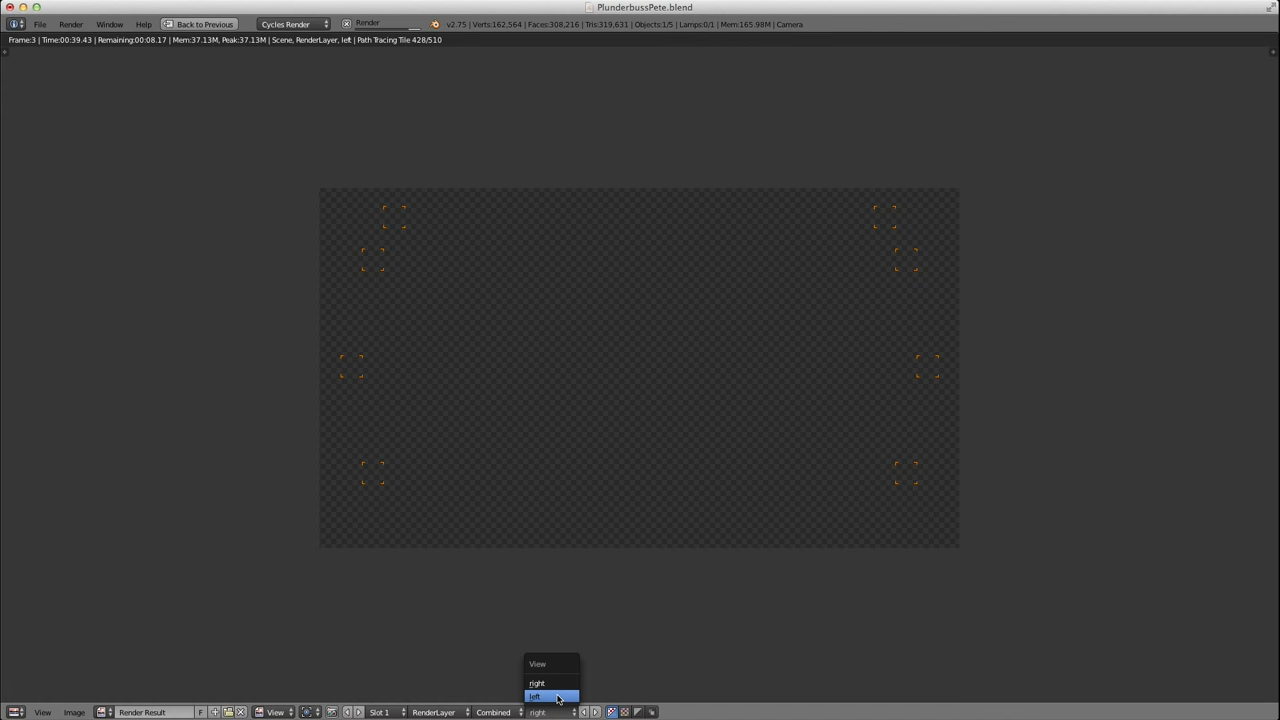 PlunderbussPete.blend
File Render Window Help Back to Previous Cycles Render Render v2.75 | Verts:162,564 | Faces:308,216 | Tris:319,631 | Objects:1/5 | Lamps:0/1 | Mem:165.98M | Camera
Frame:3 | Time:00:39.43 | Remaining:00:08.17 | Mem:37.13M, Peak:37.13M | Scene, RenderLayer, left | Path Tracing Tile 428/510
View
right
left
View Image Render Result F View Slot 1 RenderLayer Combined right